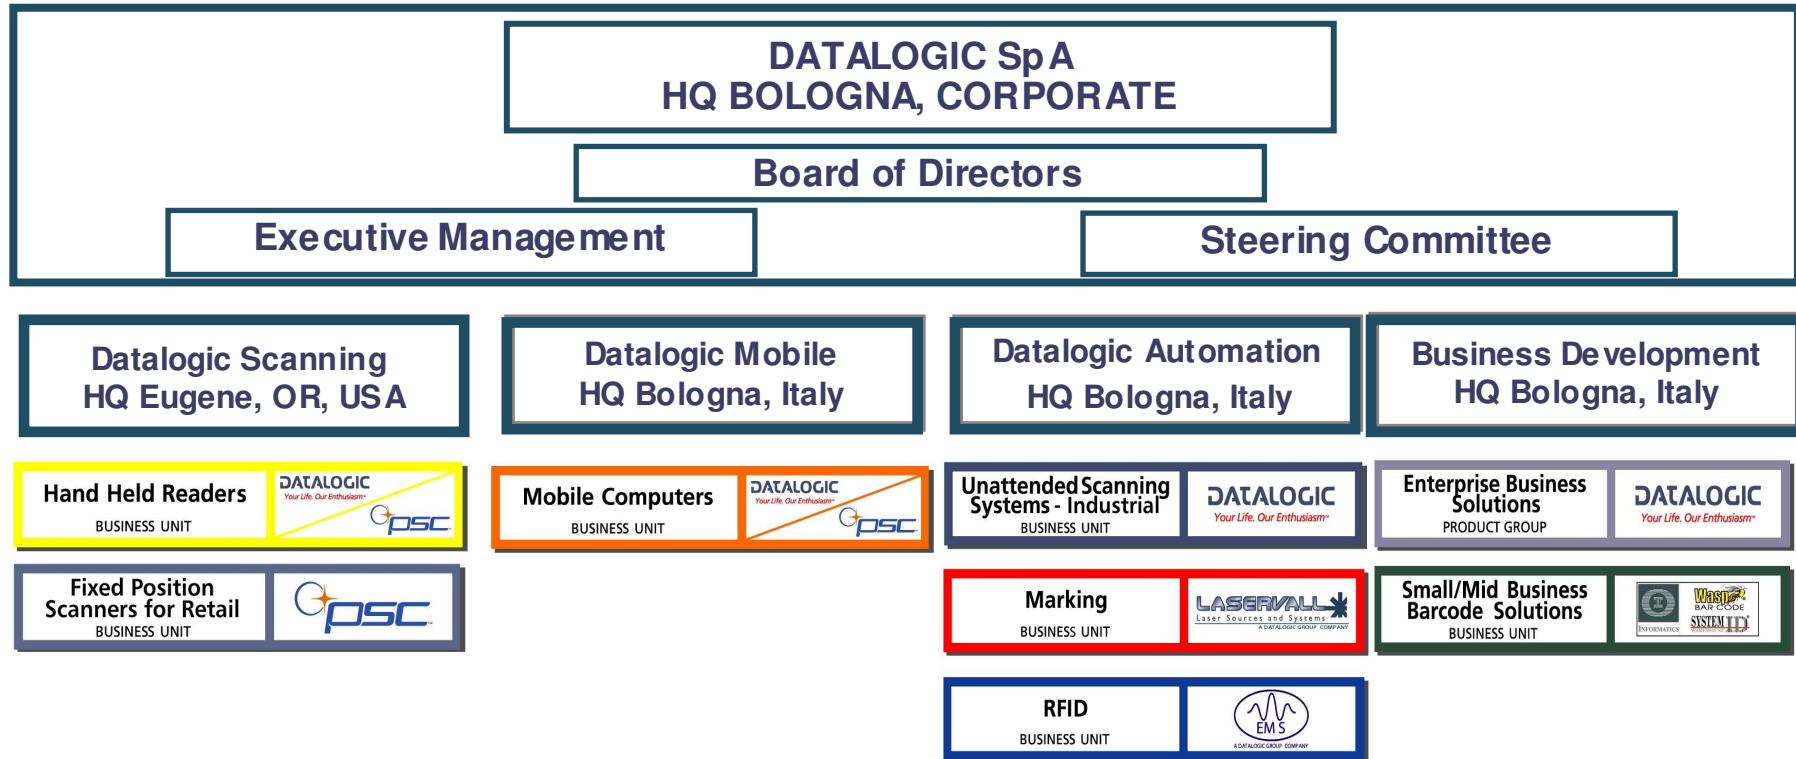 DATALOGIC SpA
HQ BOLOGNA, CORPORATE
Board of Directors
Executive Management
Steering Committee
Datalogic Scanning
HQ Eugene, OR, USA
Datalogic Mobile
HQ Bologna, Italy
Datalogic Automation
HQ Bologna, Italy
Business Development
HQ Bologna, Italy
Hand Held Readers
BUSINESS UNIT
DATALOGIC
Your Life. Our Enthusiasm™
psc
Mobile Computers
BUSINESS UNIT
DATALOGIC
Your Life. Our Enthusiasm™
psc
Unattended Scanning
Systems - Industrial
BUSINESS UNIT
DATALOGIC
Your Life. Our Enthusiasm™
Enterprise Business
Solutions
PRODUCT GROUP
DATALOGIC
Your Life. Our Enthusiasm™
Fixed Position
Scanners for Retail
BUSINESS UNIT
psc™
Marking
BUSINESS UNIT
LASERVALL
Laser Sources and Systems
A DATALOGIC GROUP COMPANY
Small/Mid Business
Barcode Solutions
BUSINESS UNIT
INFORMATICS
Wasp
BAR CODE
SYSTEM ID
RFID
BUSINESS UNIT
EMS
A DATALOGIC GROUP COMPANY